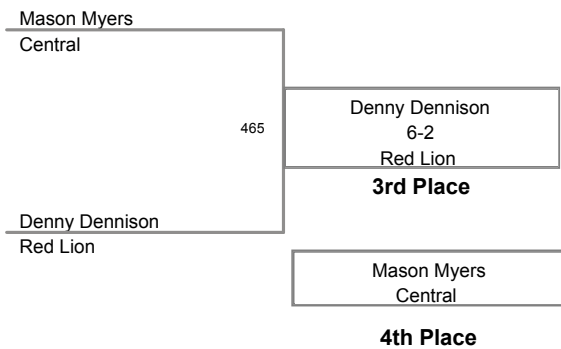 Mason Myers
Central
465
Denny Dennison
6-2
Red Lion
3rd Place
Denny Dennison
Red Lion
Mason Myers
Central
4th Place